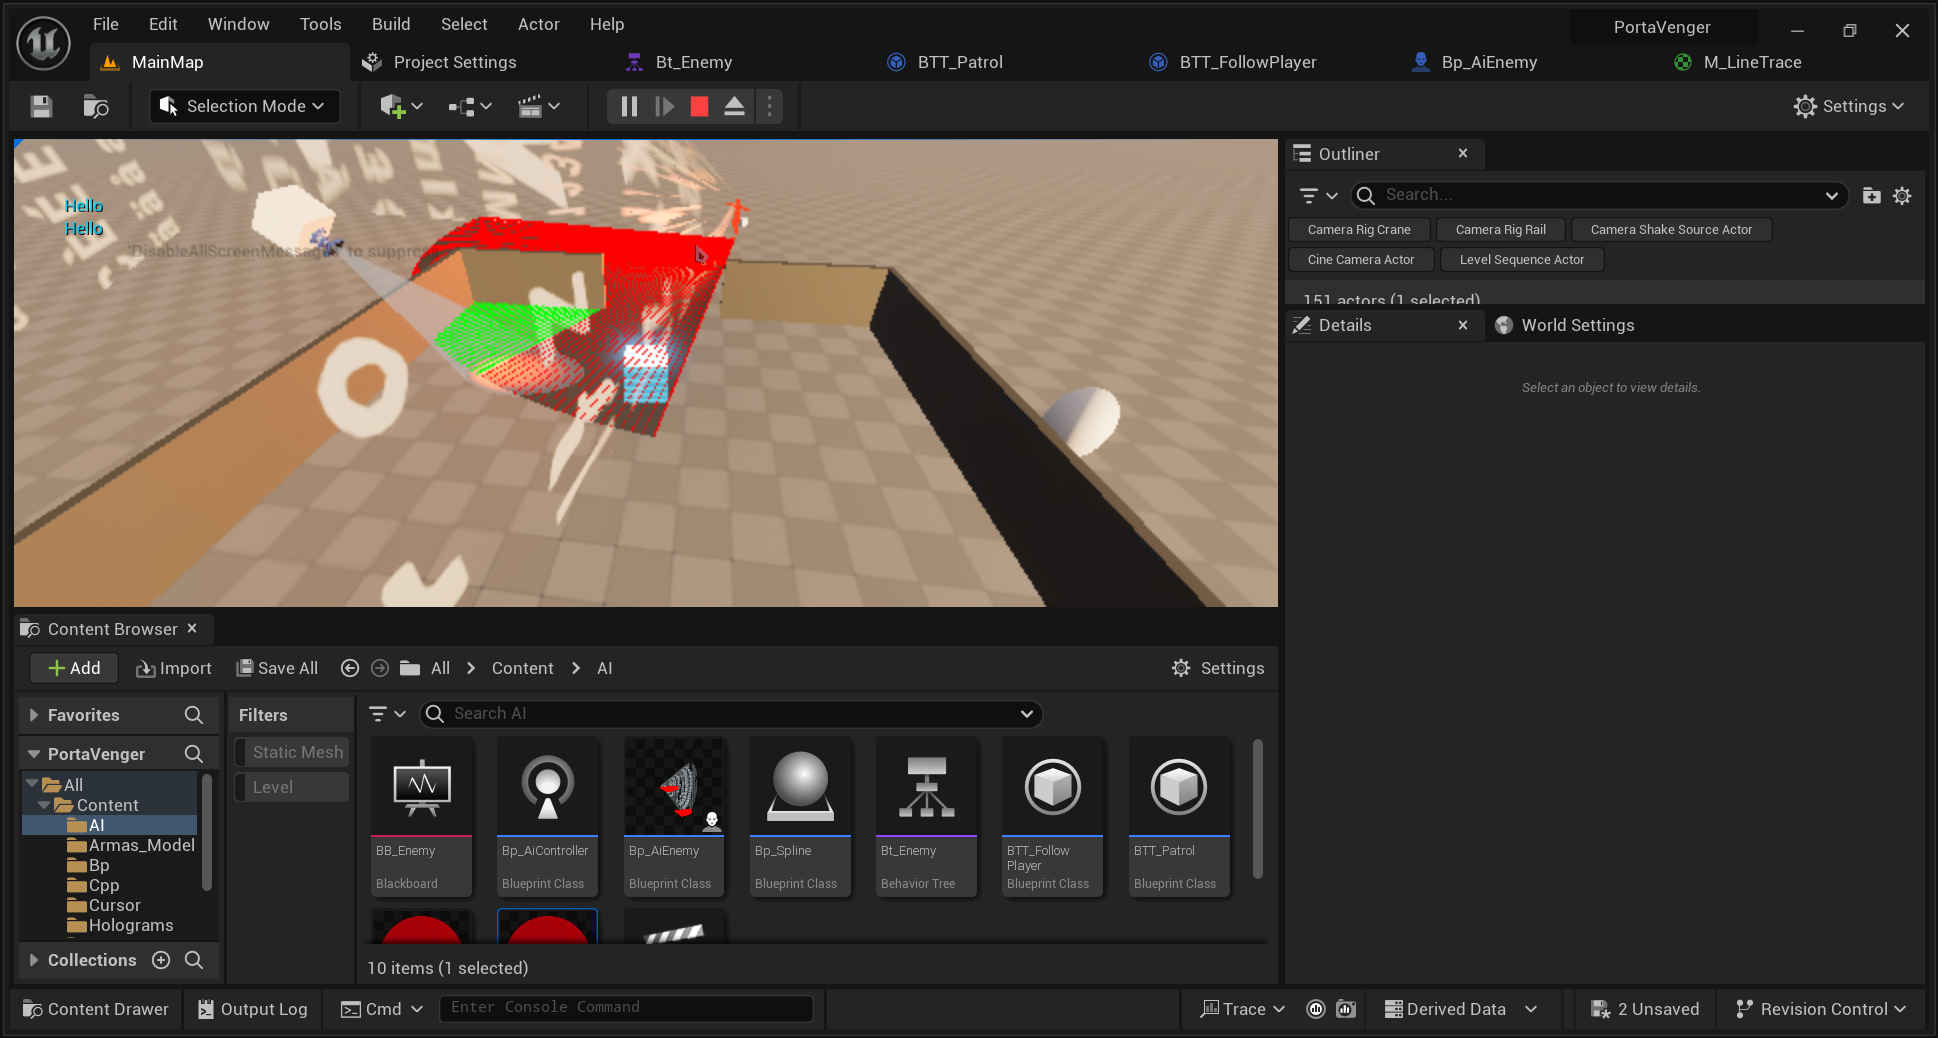 File Edit Window Tools Build Select Actor Help
PortaVenger
MainMap
Project Settings
Bt_Enemy
BTT_Patrol
BTT_FollowPlayer
Bp_AiEnemy
M_LineTrace
Selection Mode
Settings
Hello
Hello
'DisableAllScreenMessages' to suppress
Outliner
Search...
Camera Rig Crane
Camera Rig Rail
Camera Shake Source Actor
Cine Camera Actor
Level Sequence Actor
151 actors (1 selected)
Details
World Settings
Select an object to view details.
Content Browser
Add
Import
Save All
All
Content
AI
Settings
Favorites
Filters
Search AI
PortaVenger
Static Mesh
Level
All
Content
AI
Armas_Model
Bp
Cpp
Cursor
Holograms
Collections
BB_Enemy
Blackboard
Bp_AiController
Blueprint Class
Bp_AiEnemy
Blueprint Class
Bp_Spline
Blueprint Class
Bt_Enemy
Behavior Tree
BTT_Follow
Player
Blueprint Class
BTT_Patrol
Blueprint Class
10 items (1 selected)
Content Drawer
Output Log
Cmd
Enter Console Command
Trace
Derived Data
2 Unsaved
Revision Control